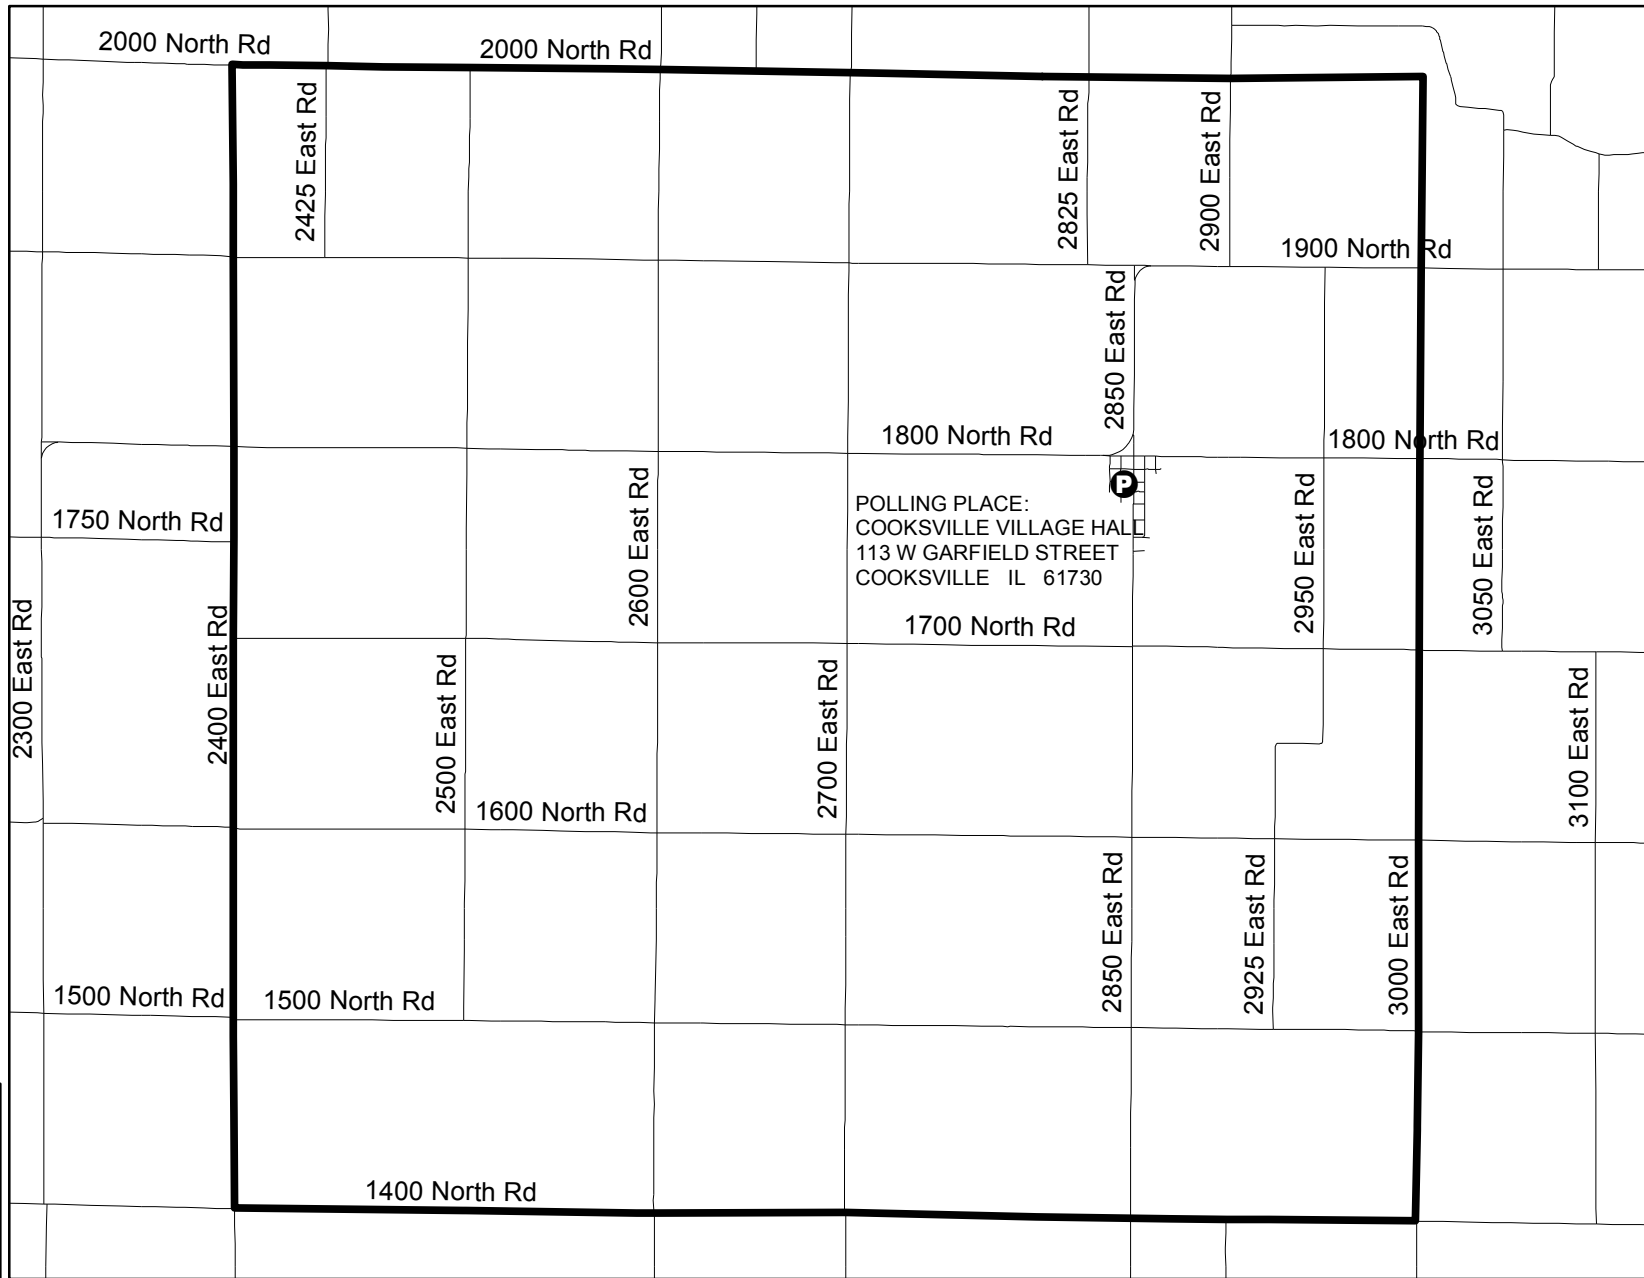 2000 North Rd
2000 North Rd
2425 East Rd
2825 East Rd
2900 East Rd
1900 North Rd
2850 East Rd
1800 North Rd
1800 North Rd
2600 East Rd
P
POLLING PLACE:
COOKSVILLE VILLAGE HALL
113 W GARFIELD STREET
COOKSVILLE IL 61730
2950 East Rd
3050 East Rd
1750 North Rd
2300 East Rd
2400 East Rd
1700 North Rd
2500 East Rd
2700 East Rd
3100 East Rd
1600 North Rd
2850 East Rd
2925 East Rd
3000 East Rd
1500 North Rd
1500 North Rd
1400 North Rd